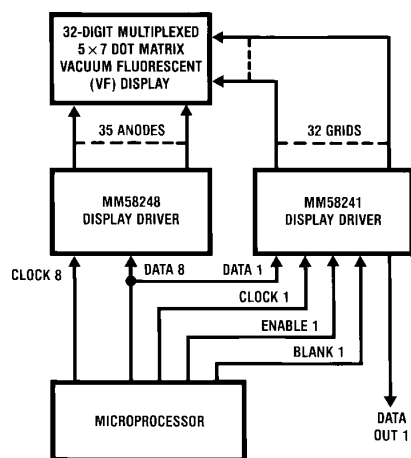 32-DIGIT MULTIPLEXED
5 × 7 DOT MATRIX
VACUUM FLUORESCENT
(VF) DISPLAY
35 ANODES
32 GRIDS
MM58248
DISPLAY DRIVER
MM58241
DISPLAY DRIVER
CLOCK 8
DATA 8
DATA 1
CLOCK 1
ENABLE 1
BLANK 1
MICROPROCESSOR
DATA
OUT 1